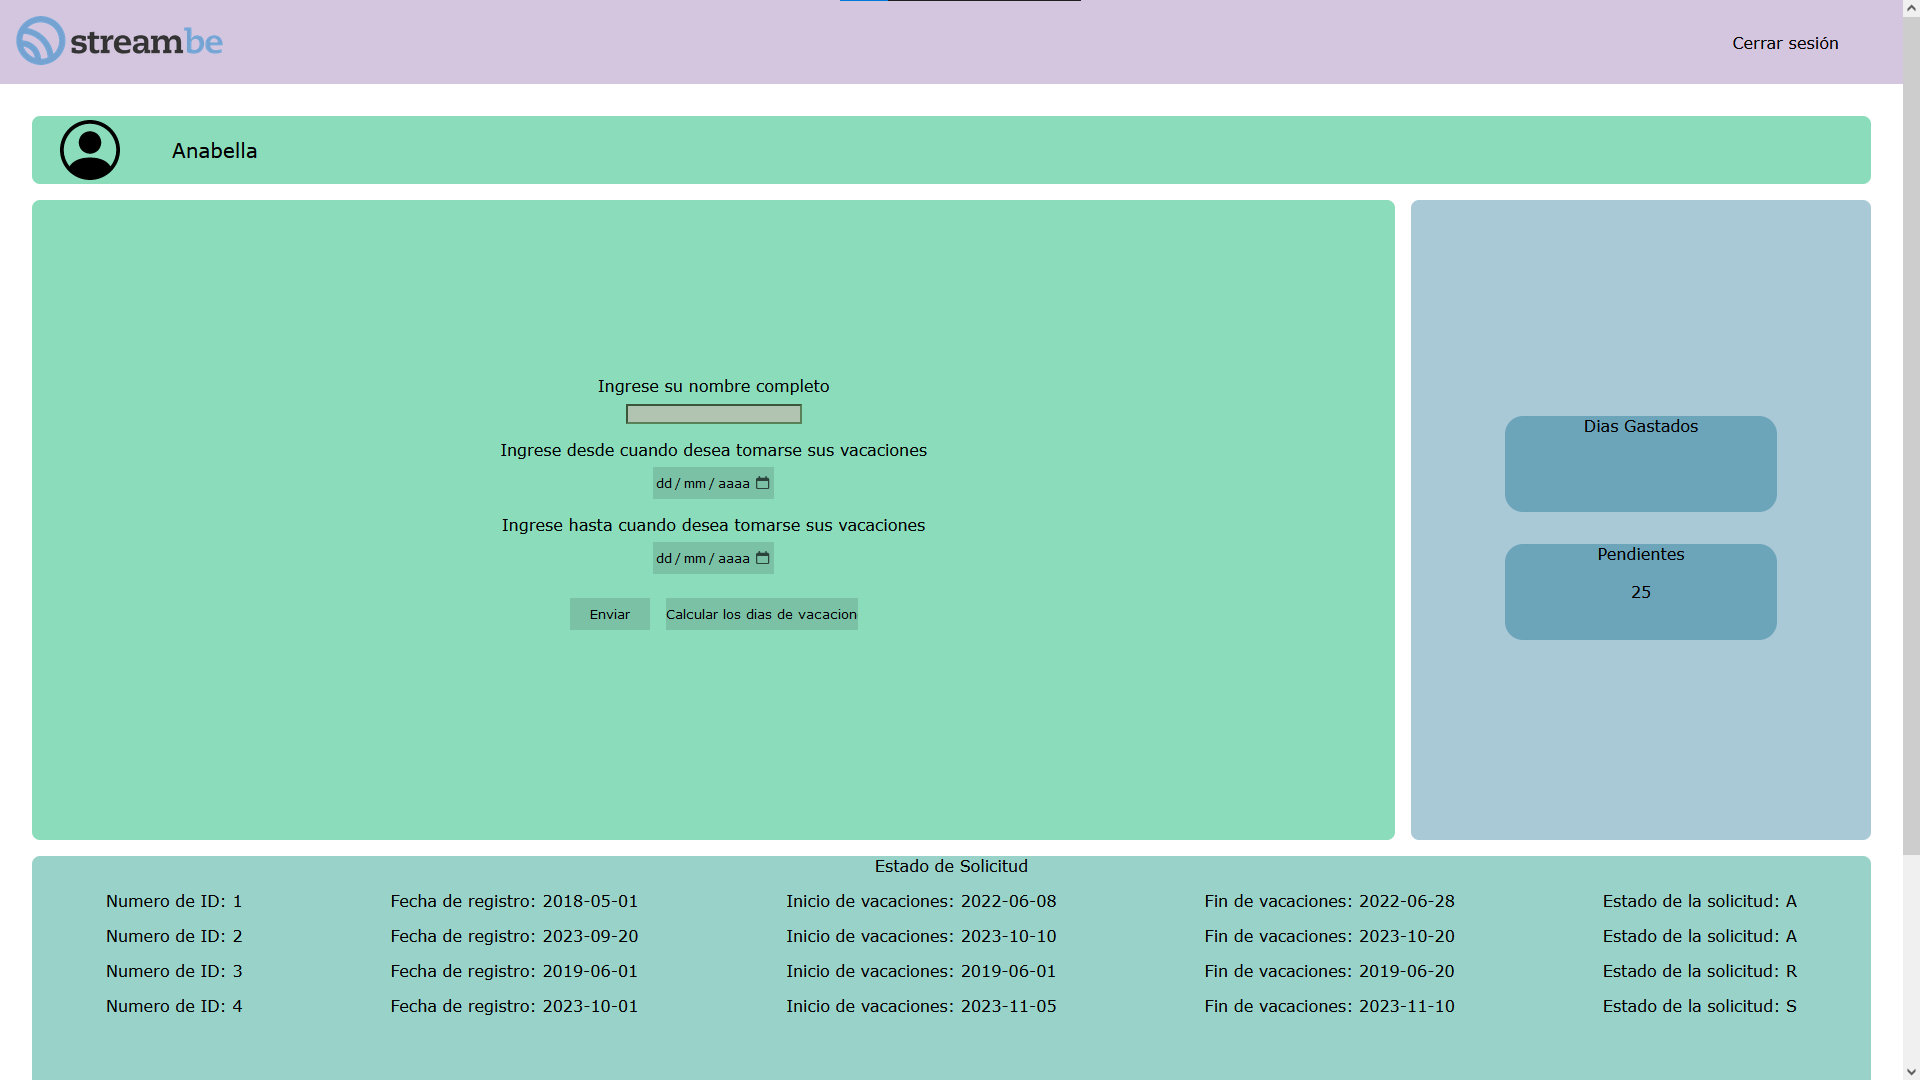 streambe
Cerrar sesión
Anabella
Ingrese su nombre completo
Ingrese desde cuando desea tomarse sus vacaciones
dd/mm/aaaa
Ingrese hasta cuando desea tomarse sus vacaciones
dd/mm/aaaa
Enviar Calcular los dias de vacacion
Dias Gastados
Pendientes
25
Estado de Solicitud
Numero de ID: 1 Fecha de registro: 2018-05-01 Inicio de vacaciones: 2022-06-08 Fin de vacaciones: 2022-06-28 Estado de la solicitud: A
Numero de ID: 2 Fecha de registro: 2023-09-20 Inicio de vacaciones: 2023-10-10 Fin de vacaciones: 2023-10-20 Estado de la solicitud: A
Numero de ID: 3 Fecha de registro: 2019-06-01 Inicio de vacaciones: 2019-06-01 Fin de vacaciones: 2019-06-20 Estado de la solicitud: R
Numero de ID: 4 Fecha de registro: 2023-10-01 Inicio de vacaciones: 2023-11-05 Fin de vacaciones: 2023-11-10 Estado de la solicitud: S